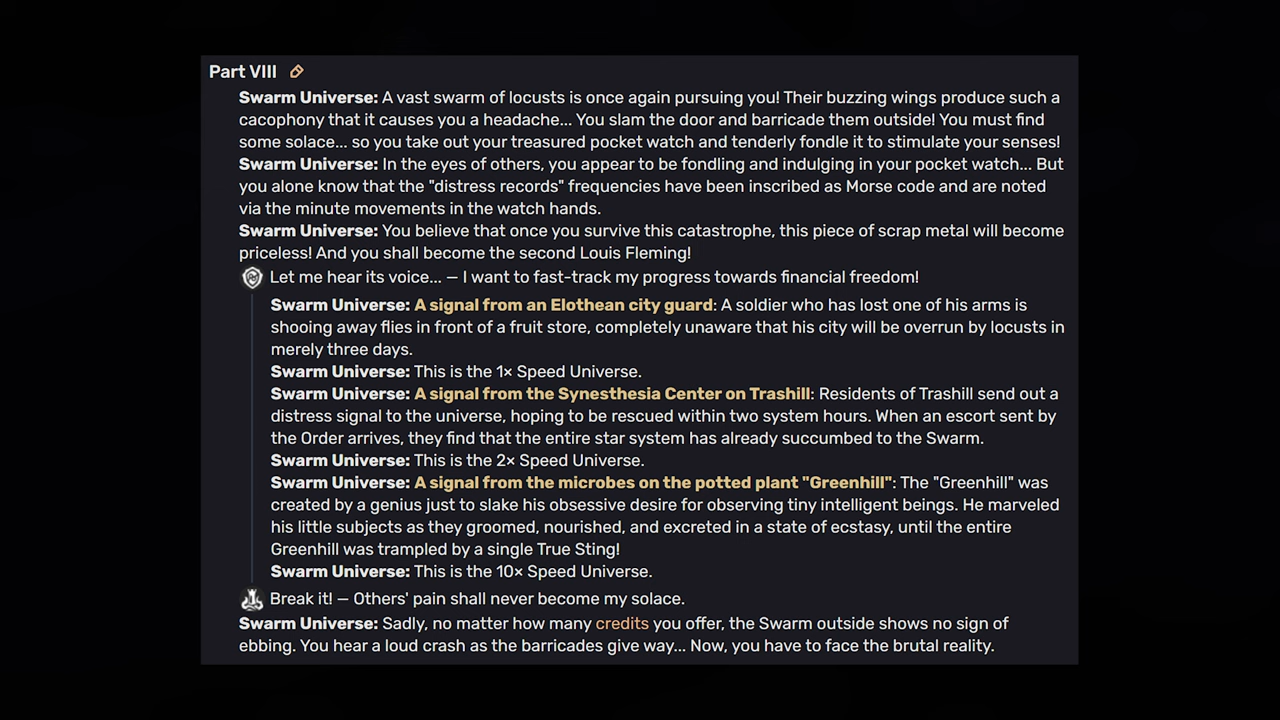 Part VIII
Swarm Universe: A vast swarm of locusts is once again pursuing you! Their buzzing wings produce such a
cacophony that it causes you a headache... You slam the door and barricade them outside! You must find
some solace... so you take out your treasured pocket watch and tenderly fondle it to stimulate your senses!
Swarm Universe: In the eyes of others, you appear to be fondling and indulging in your pocket watch... But
you alone know that the "distress records" frequencies have been inscribed as Morse code and are noted
via the minute movements in the watch hands.
Swarm Universe: You believe that once you survive this catastrophe, this piece of scrap metal will become
priceless! And you shall become the second Louis Fleming!
Let me hear its voice... — I want to fast-track my progress towards financial freedom!
Swarm Universe: A signal from an Elothean city guard: A soldier who has lost one of his arms is
shooing away flies in front of a fruit store, completely unaware that his city will be overrun by locusts in
merely three days.
Swarm Universe: This is the 1× Speed Universe.
Swarm Universe: A signal from the Synesthesia Center on Trashill: Residents of Trashill send out a
distress signal to the universe, hoping to be rescued within two system hours. When an escort sent by
the Order arrives, they find that the entire star system has already succumbed to the Swarm.
Swarm Universe: This is the 2× Speed Universe.
Swarm Universe: A signal from the microbes on the potted plant "Greenhill": The "Greenhill" was
created by a genius just to slake his obsessive desire for observing tiny intelligent beings. He marveled
his little subjects as they groomed, nourished, and excreted in a state of ecstasy, until the entire
Greenhill was trampled by a single True Sting!
Swarm Universe: This is the 10× Speed Universe.
Break it! — Others' pain shall never become my solace.
Swarm Universe: Sadly, no matter how many credits you offer, the Swarm outside shows no sign of
ebbing. You hear a loud crash as the barricades give way... Now, you have to face the brutal reality.